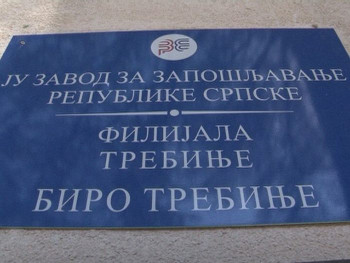 ЈУ ЗАВОД ЗА ЗАПОШЉАВАЊЕ
РЕПУБЛИКЕ СРПСКЕ
ФИЛИЈАЛА
ТРЕБИЊЕ
БИРО ТРЕБИЊЕ